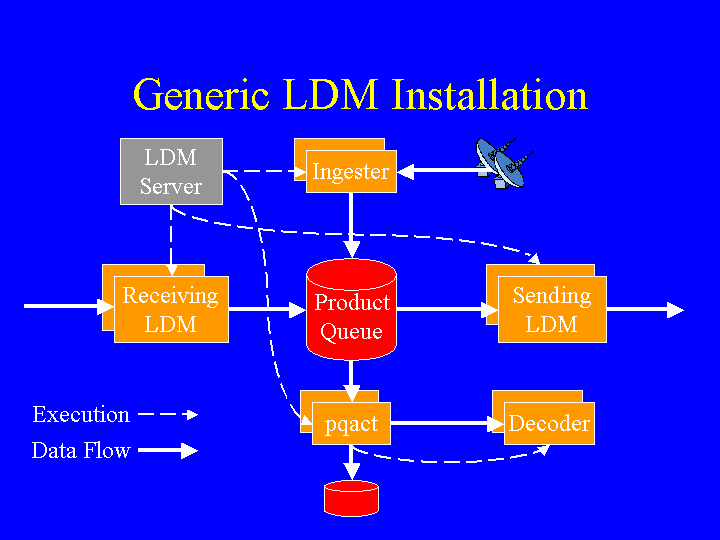 Generic LDM Installation
LDM
Server
Ingester
Receiving
LDM
Product
Queue
Sending
LDM
Execution
Data Flow
pqact
Decoder